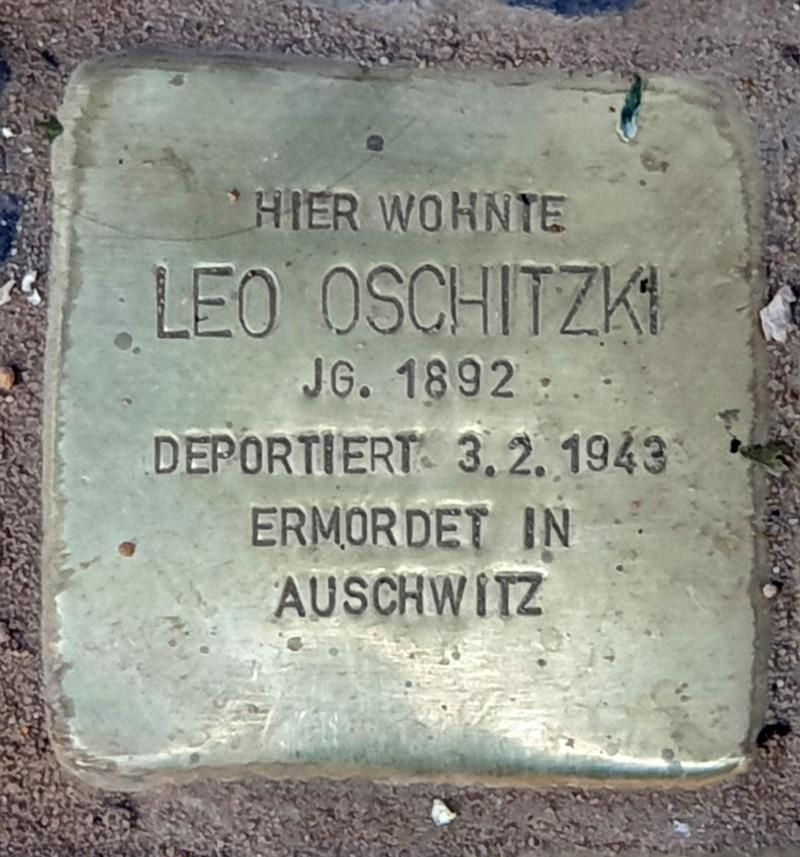 HIER WOHNTE
LEO OSCHITZKI
JG. 1892
DEPORTIERT 3.2.1943
ERMORDET IN
AUSCHWITZ